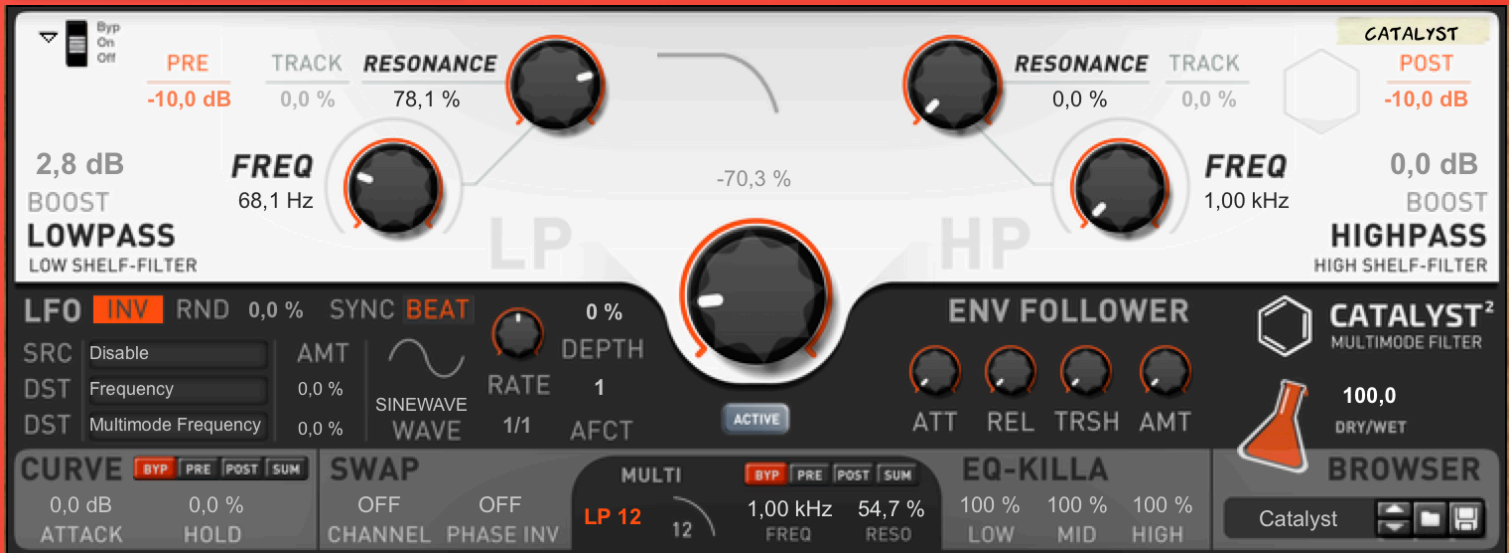 Byp
On
Off
PRE
-10,0 dB
TRACK
0,0 %
RESONANCE
78,1 %
RESONANCE
0,0 %
TRACK
0,0 %
CATALYST
POST
-10,0 dB
2,8 dB
BOOST
FREQ
68,1 Hz
LOWPASS
LOW SHELF-FILTER
LP
-70,3 %
HP
FREQ
1,00 kHz
0,0 dB
BOOST
HIGHPASS
HIGH SHELF-FILTER
LFO INV RND 0,0 % SYNC BEAT
SRC Disable AMT
DST Frequency 0,0 %
DST Multimode Frequency 0,0 %
SINEWAVE
WAVE
RATE
1/1
0 %
DEPTH
1
AFCT
ACTIVE
ENV FOLLOWER
ATT REL TRSH AMT
CATALYST²
MULTIMODE FILTER
100,0
DRY/WET
CURVE BYP PRE POST SUM
0,0 dB 0,0 %
ATTACK HOLD
SWAP
OFF OFF
CHANNEL PHASE INV
MULTI BYP PRE POST SUM
LP 12
12
1,00 kHz 54,7 %
FREQ RESO
EQ-KILLA
100 % 100 % 100 %
LOW MID HIGH
BROWSER
Catalyst